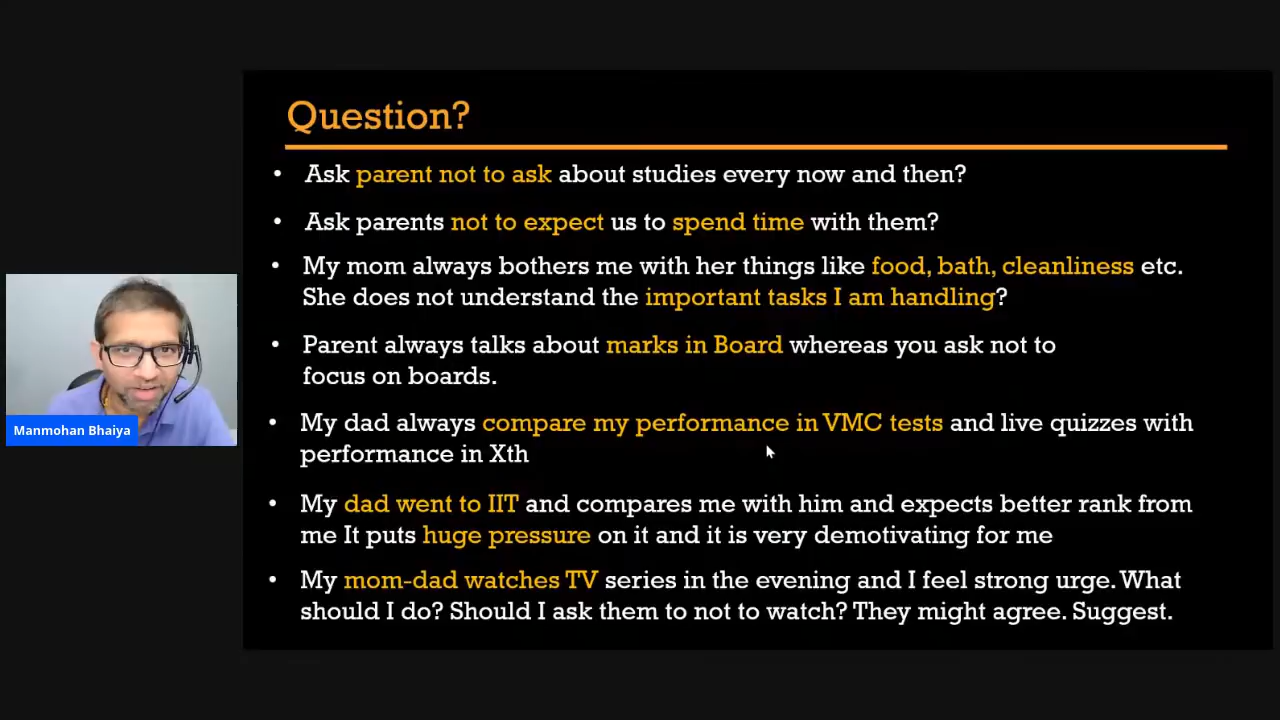 Question?
• Ask parent not to ask about studies every now and then?
• Ask parents not to expect us to spend time with them?
• My mom always bothers me with her things like food, bath, cleanliness etc.
She does not understand the important tasks I am handling?
• Parent always talks about marks in Board whereas you ask not to
focus on boards.
• My dad always compare my performance in VMC tests and live quizzes with
performance in Xth
• My dad went to IIT and compares me with him and expects better rank from
me It puts huge pressure on it and it is very demotivating for me
• My mom-dad watches TV series in the evening and I feel strong urge. What
should I do? Should I ask them to not to watch? They might agree. Suggest.
Manmohan Bhaiya